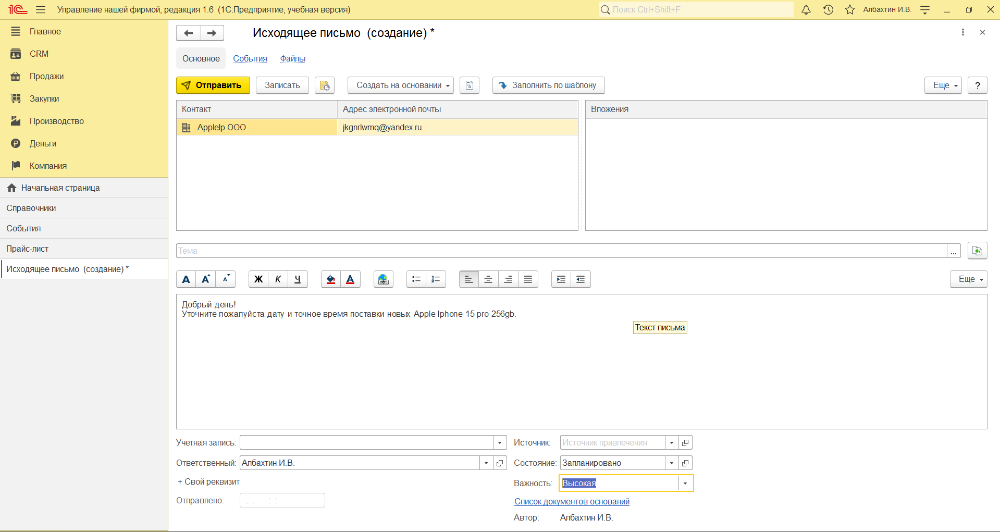 1С Управление нашей фирмой, редакция 1.6 (1С:Предприятие, учебная версия) Поиск Ctrl+Shift+F Албахтин И.В.
Главное
CRM
Продажи
Закупки
Производство
Деньги
Компания
Начальная страница
Справочники
События
Прайс-лист
Исходящее письмо (создание) *
Исходящее письмо (создание) *
Основное События Файлы
Отправить Записать Создать на основании Заполнить по шаблону Еще ?
Контакт Адрес электронной почты Вложения
Applelp ООО jkgnrlwmq@yandex.ru
Тема ...
А А А Ж К Ч А Еще
Добрый день!
Уточните пожалуйста дату и точное время поставки новых Apple Iphone 15 pro 256gb.
Текст письма
Учетная запись: Источник: Источник привлечения
Ответственный: Албахтин И.В. Состояние: Запланировано
+ Свой реквизит Важность: Высокая
Отправлено: . . : :
Список документов оснований
Автор: Албахтин И.В.